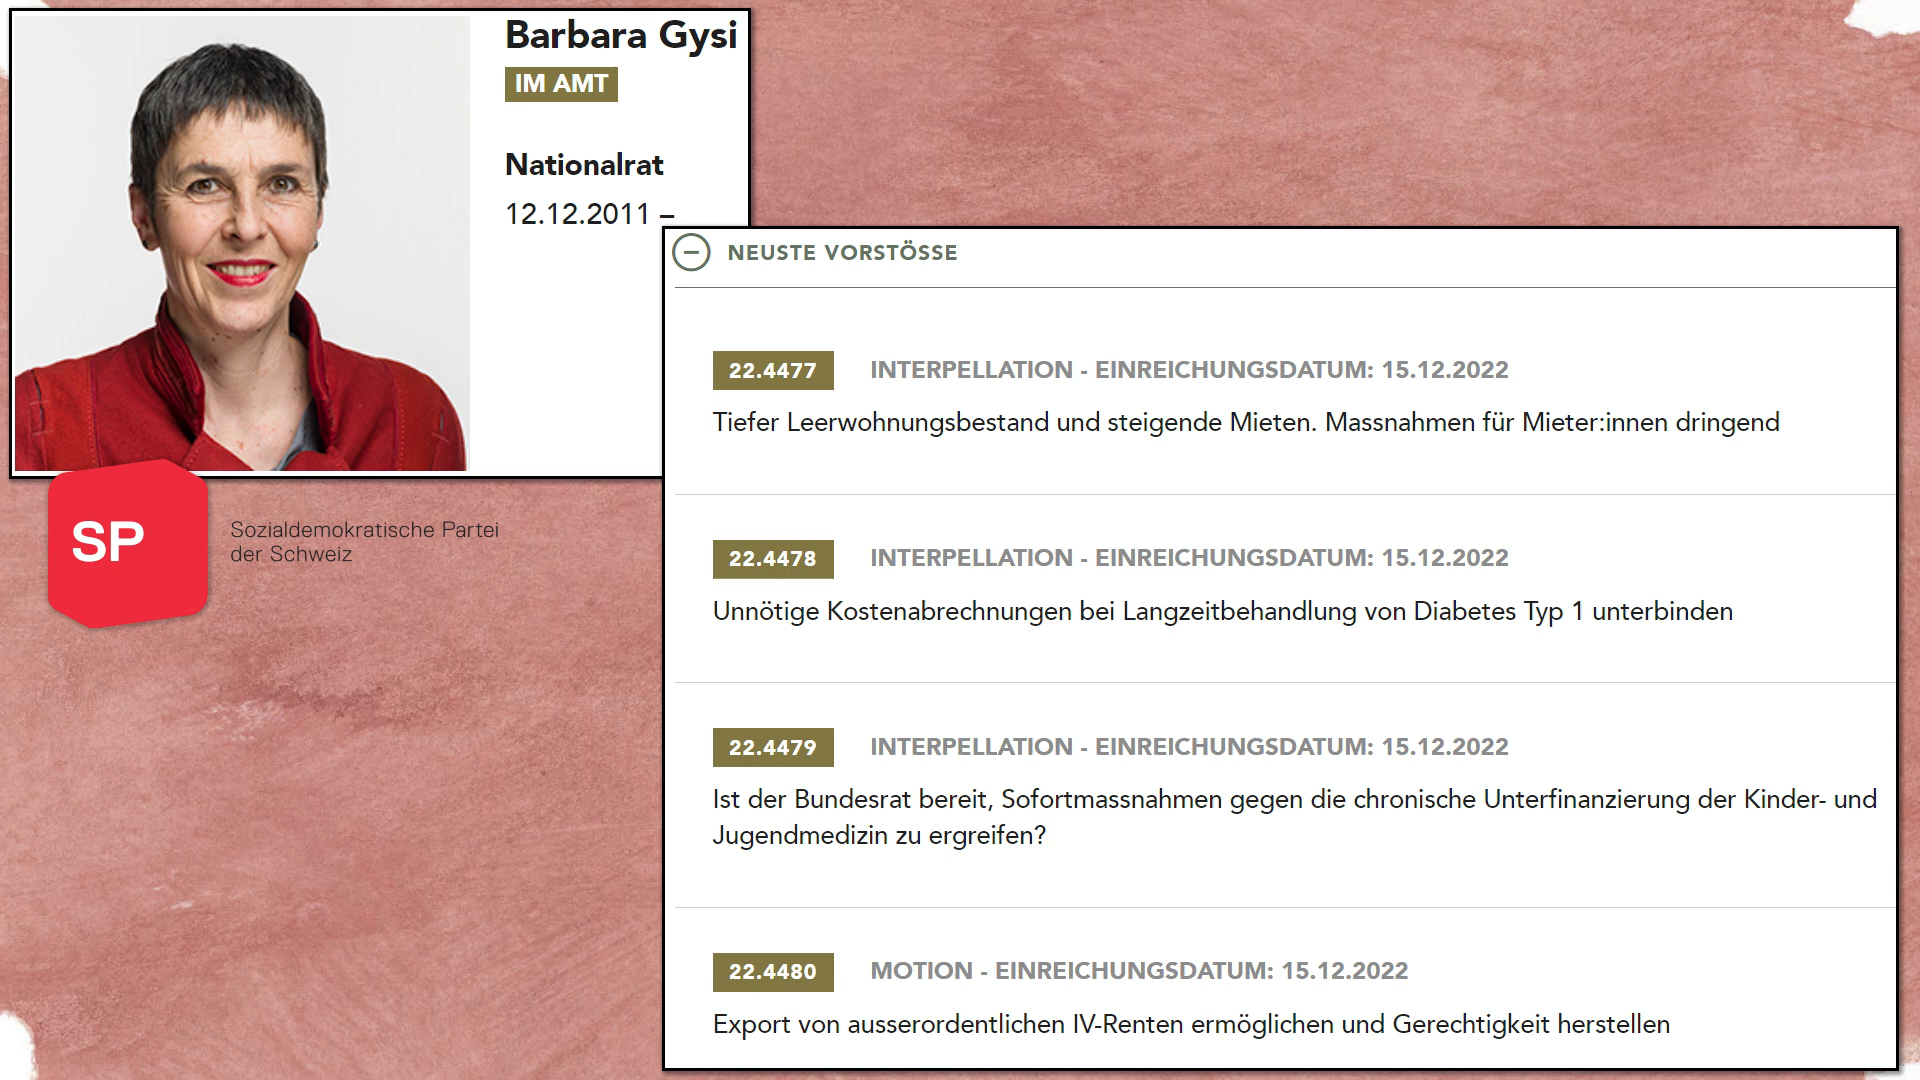 Barbara Gysi
IM AMT
Nationalrat
12.12.2011 –
SP
Sozialdemokratische Partei
der Schweiz
NEUSTE VORSTÖSSE
22.4477 INTERPELLATION - EINREICHUNGSDATUM: 15.12.2022
Tiefer Leerwohnungsbestand und steigende Mieten. Massnahmen für Mieter:innen dringend
22.4478 INTERPELLATION - EINREICHUNGSDATUM: 15.12.2022
Unnötige Kostenabrechnungen bei Langzeitbehandlung von Diabetes Typ 1 unterbinden
22.4479 INTERPELLATION - EINREICHUNGSDATUM: 15.12.2022
Ist der Bundesrat bereit, Sofortmassnahmen gegen die chronische Unterfinanzierung der Kinder- und
Jugendmedizin zu ergreifen?
22.4480 MOTION - EINREICHUNGSDATUM: 15.12.2022
Export von ausserordentlichen IV-Renten ermöglichen und Gerechtigkeit herstellen